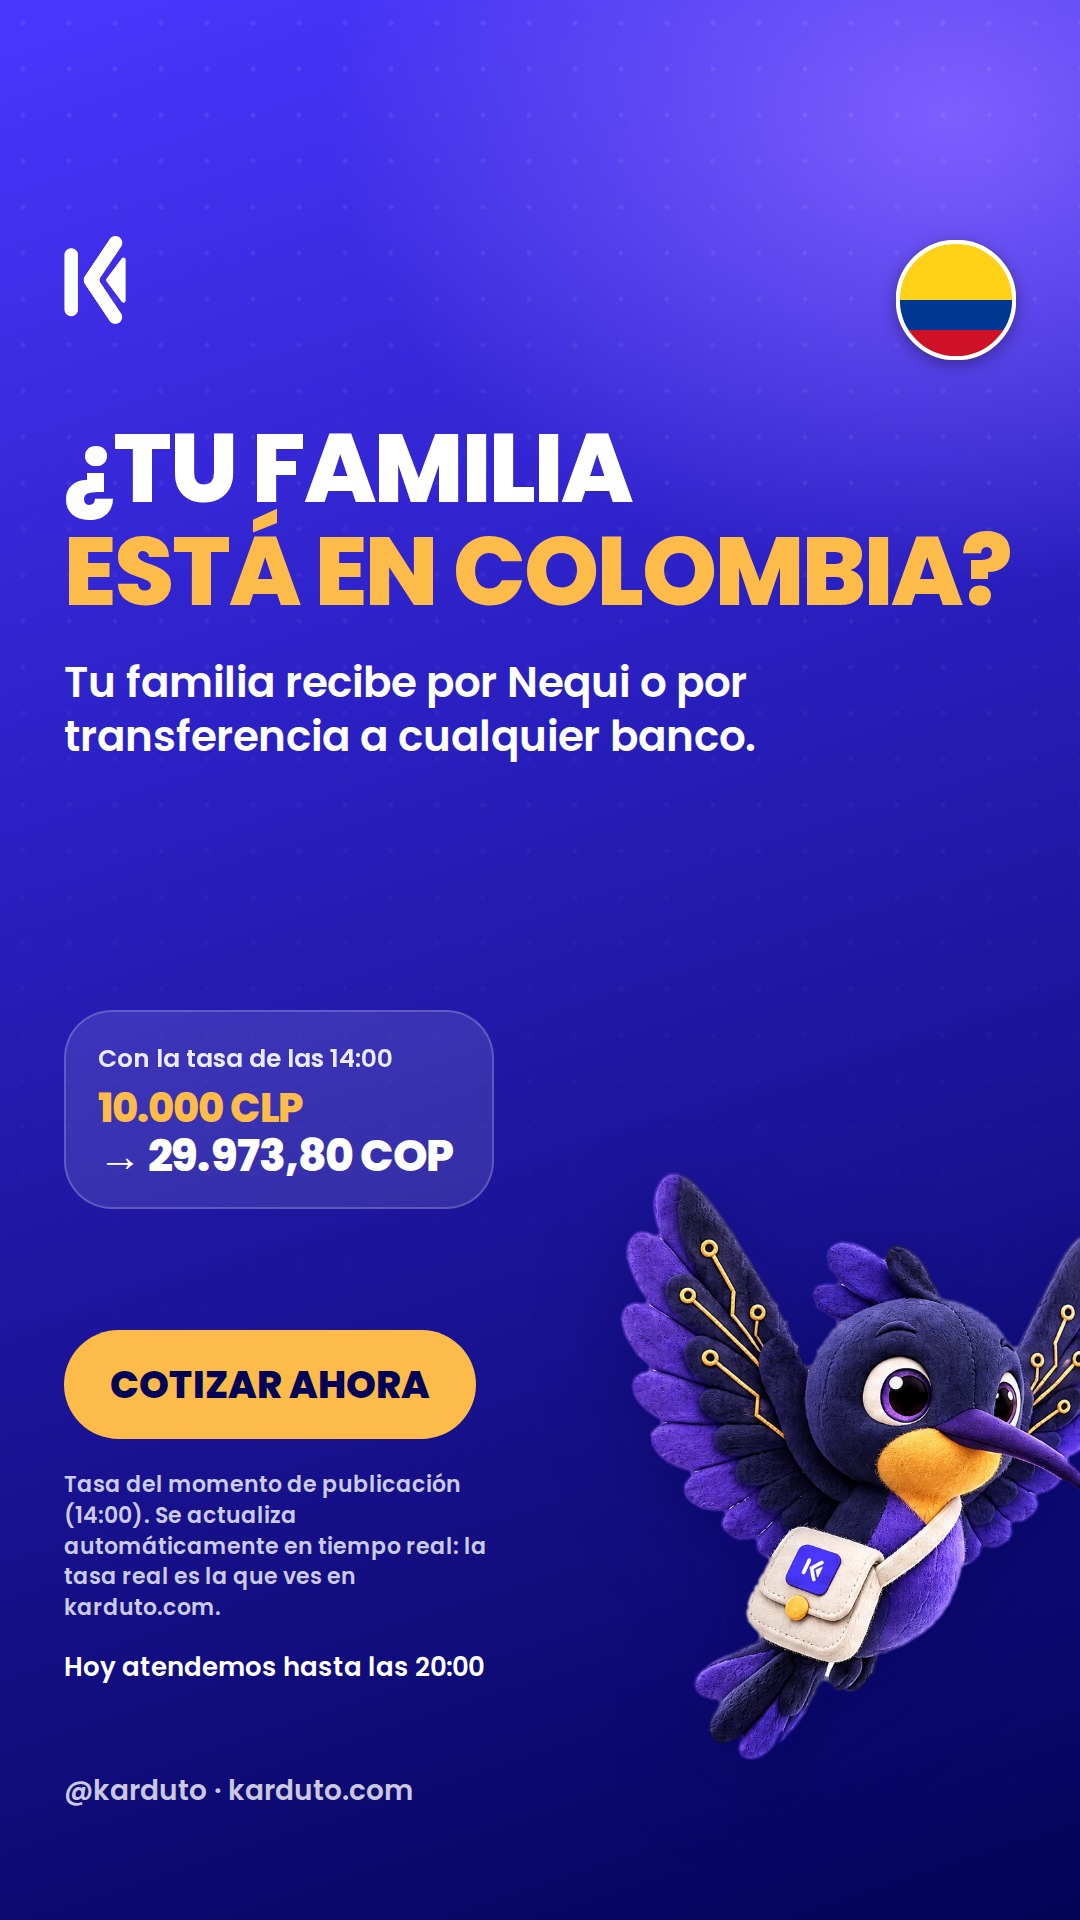 ¿TU FAMILIA
ESTÁ EN COLOMBIA?
Tu familia recibe por Nequi o por
transferencia a cualquier banco.
Con la tasa de las 14:00
10.000 CLP
→ 29.973,80 COP
COTIZAR AHORA
Tasa del momento de publicación
(14:00). Se actualiza
automáticamente en tiempo real: la
tasa real es la que ves en
karduto.com.
Hoy atendemos hasta las 20:00
@karduto · karduto.com